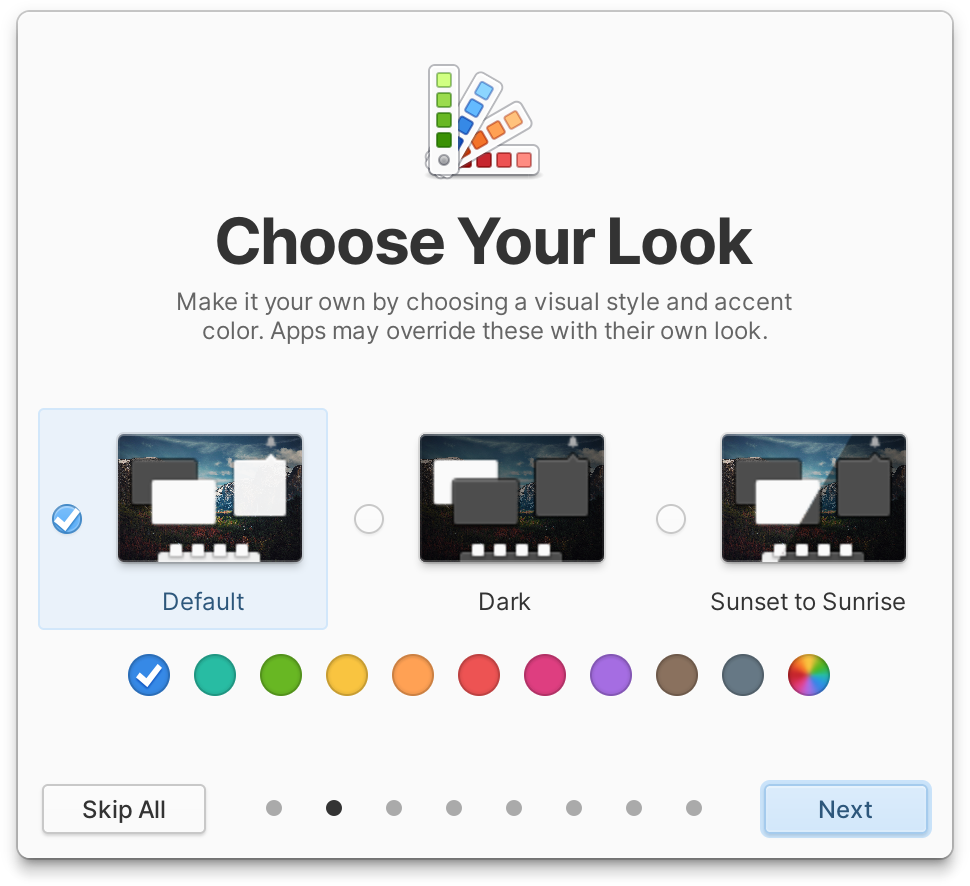 Choose Your Look
Make it your own by choosing a visual style and accent
color. Apps may override these with their own look.
Default
Dark
Sunset to Sunrise
Skip All
Next